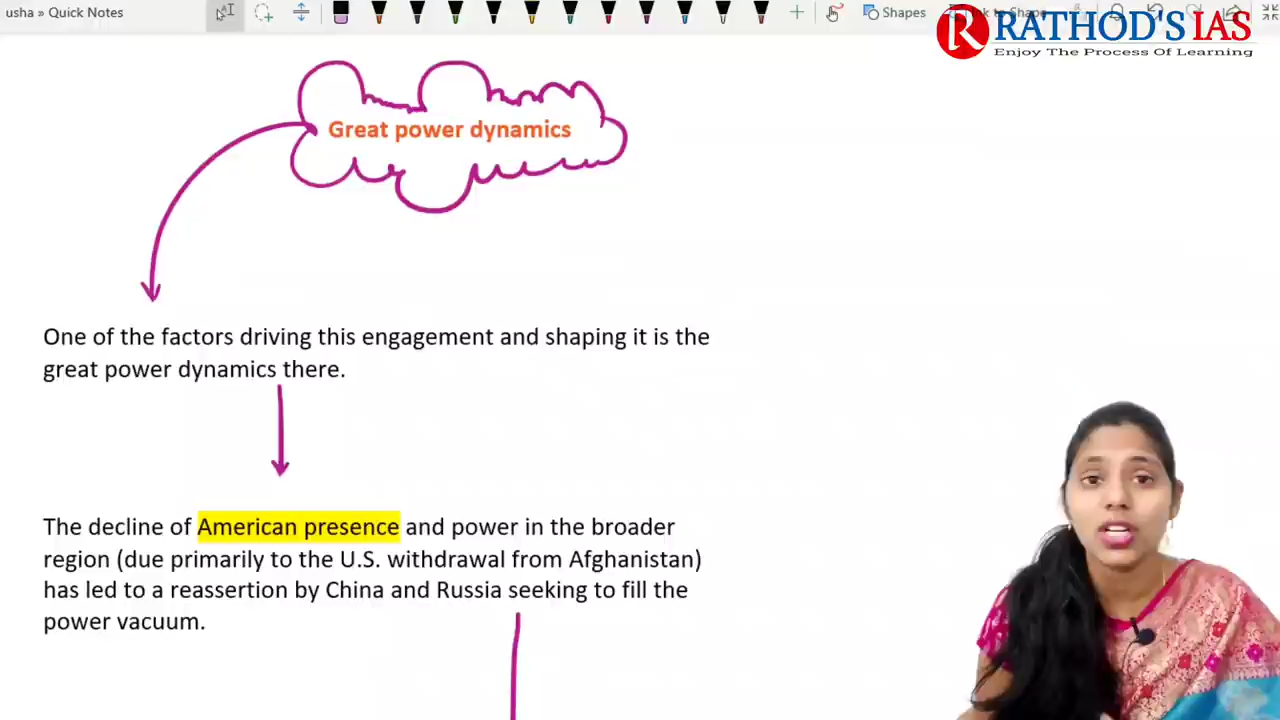 usha » Quick Notes
Shapes
RATHOD'S IAS
Enjoy The Process Of Learning
Great power dynamics
One of the factors driving this engagement and shaping it is the
great power dynamics there.
The decline of American presence and power in the broader
region (due primarily to the U.S. withdrawal from Afghanistan)
has led to a reassertion by China and Russia seeking to fill the
power vacuum.